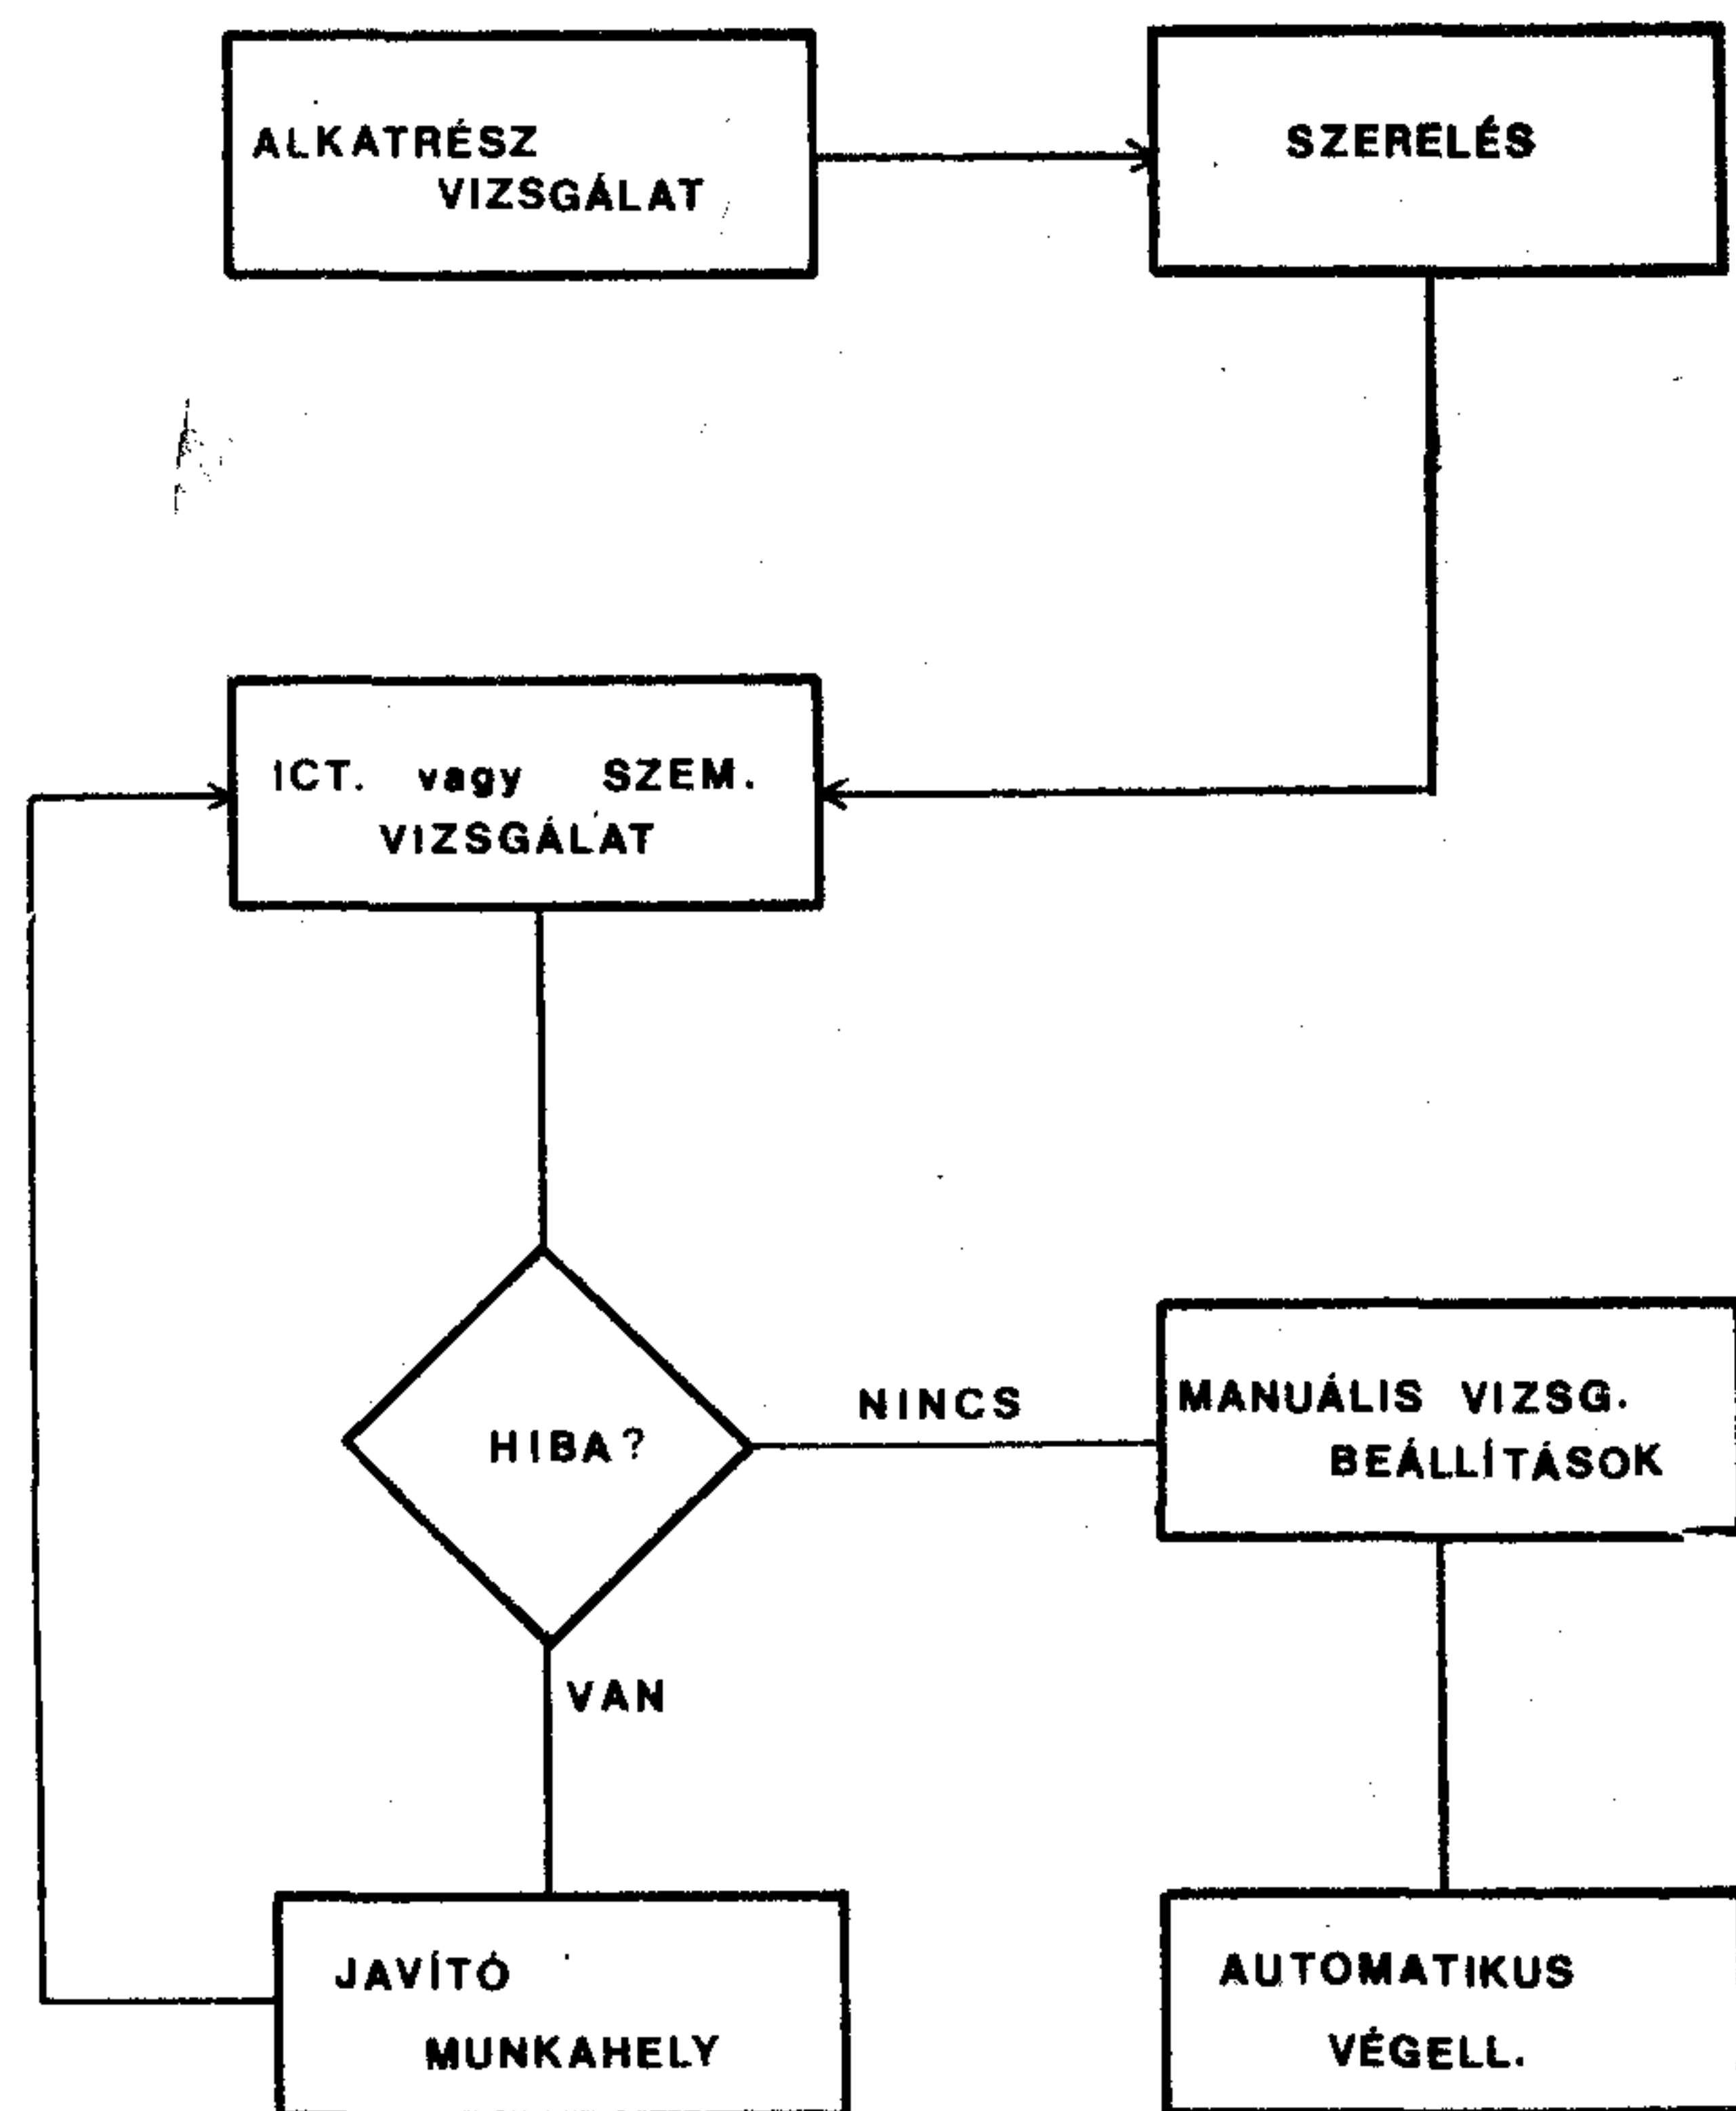 ALKATRÉSZ
VIZSGÁLAT
SZERELÉS
ICT. vagy SZEM.
VIZSGÁLAT
HIBA?
NINCS
MANUÁLIS VIZSG.
BEÁLLÍTÁSOK
VAN
JAVÍTÓ
MUNKAHELY
AUTOMATIKUS
VÉGELL.